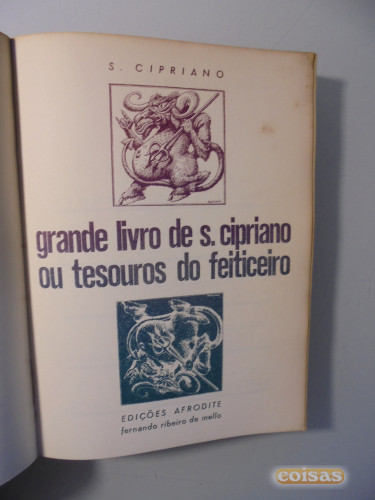 S. CIPRIANO
grande livro de s. cipriano
ou tesouros do feiticeiro
EDIÇÕES AFRODITE
fernando ribeiro de mello
coisas